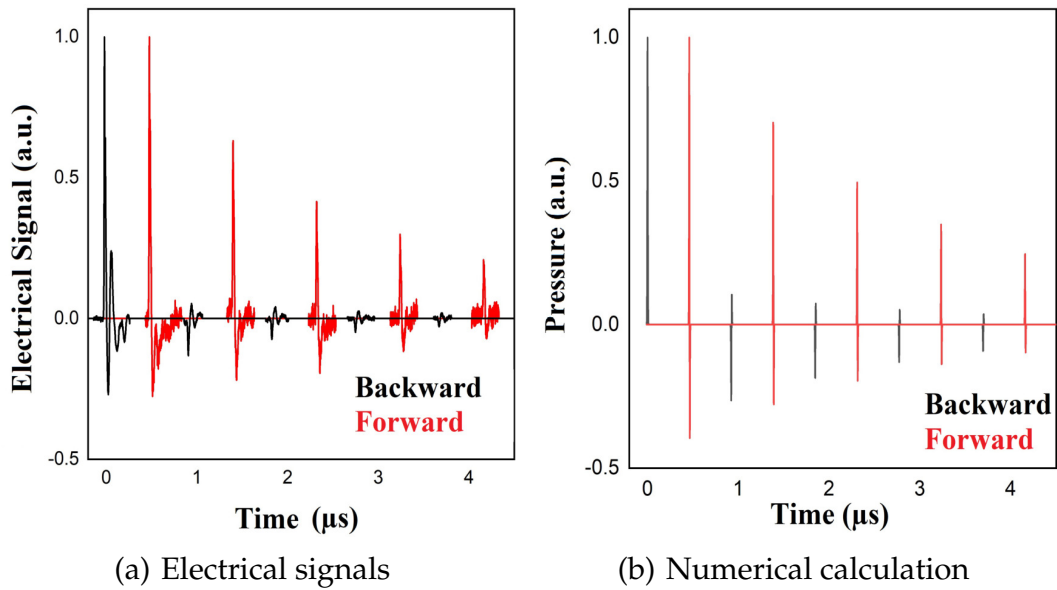 Electrical Signal (a.u.)
1.0
0.5
0.0
-0.5
0 1 2 3 4
Time (μs)
Backward
Forward
(a) Electrical signals
Pressure (a.u.)
1.0
0.5
0.0
-0.5
0 1 2 3 4
Time (μs)
Backward
Forward
(b) Numerical calculation